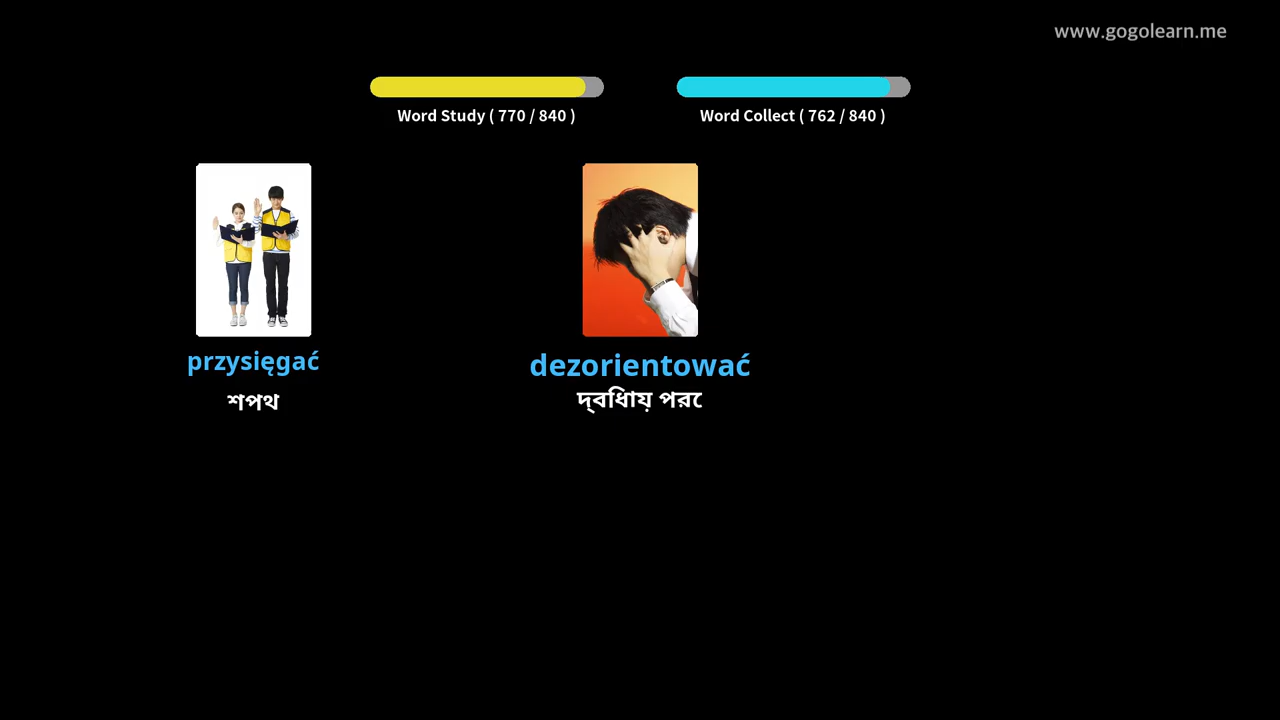 www.gogolearn.me
Word Study ( 770 / 840 )
Word Collect ( 762 / 840 )
przysięgać
dezorientować
শপথ
দ্বিধায় পরে